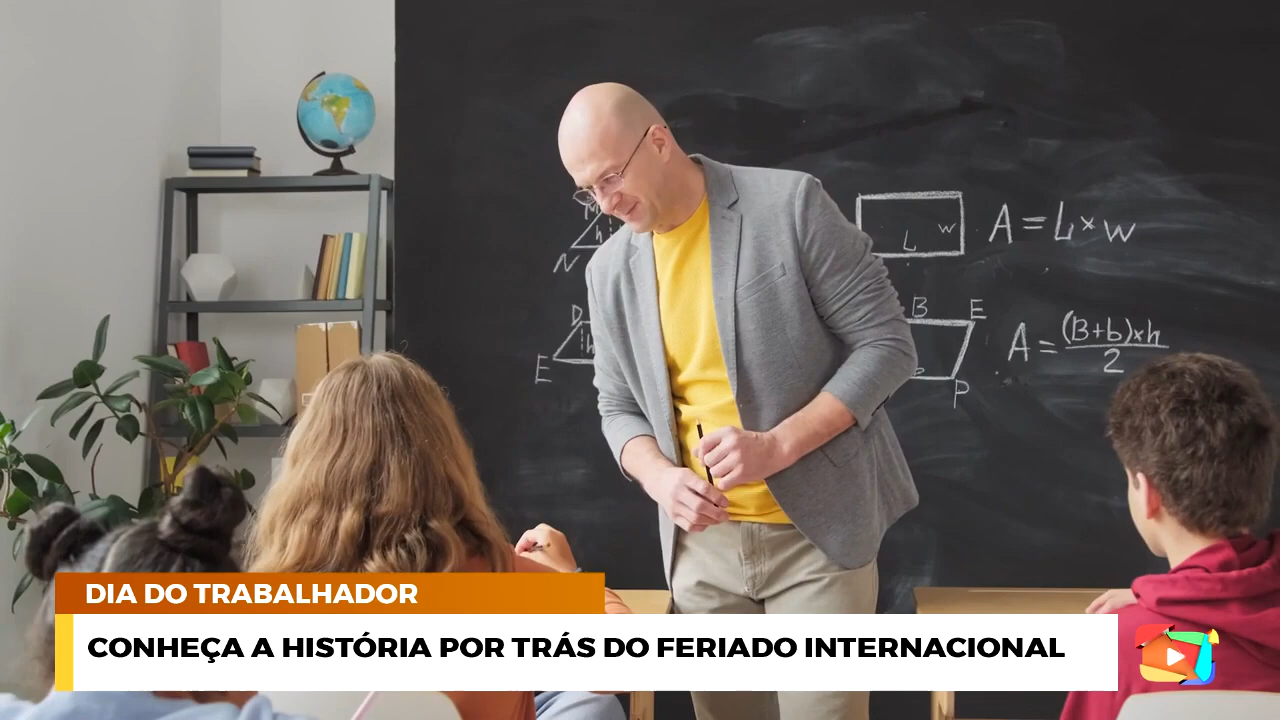 M
h
N
L
w
A = L × w
D
h
E
B
E
P
A = (B+b)×h
2
DIA DO TRABALHADOR
CONHEÇA A HISTÓRIA POR TRÁS DO FERIADO INTERNACIONAL